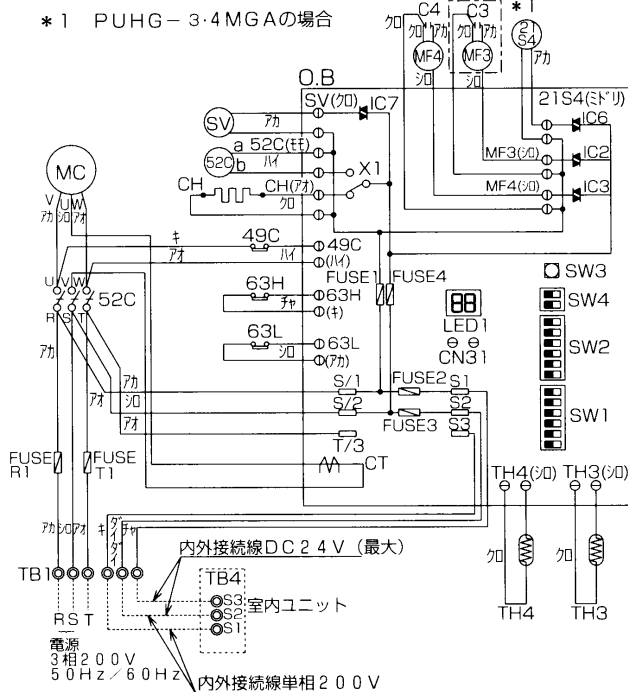 *1 PUHG-3・4MGAの場合
C4
クロ
クロ
アカ
MF4
シロ
C3
クロ
アカ
MF3
シロ
*1
21
S4
アカ
O.B
SV
アカ
SV(クロ)
IC7
21S4(ミドリ)
IC6
52C
a
52C(モモ)
b
ハイ
X1
MF3(シロ)
IC2
MC
V U W
アカ シロ アオ
CH
CH(アオ)
クロ
MF4(シロ)
IC3
キ
49C
49C
アオ
(ハイ)
FUSE1
FUSE4
SW3
U V W
52C
R S T
63H
63H
チャ
(キ)
88
LED1
SW4
63L
63L
シロ
(アカ)
CN31
SW2
アカ
アカ
シロ
アオ
S/1
FUSE2
S1
S/2
FUSE3
S2
SW1
T/3
S3
FUSE
R1
FUSE
T1
CT
TH4(シロ)
TH3(シロ)
アカ シロ アオ
キ
ダイダイ
チャ
クロ
クロ
内外接続線DC24V (最大)
TH4
TH3
TB1
TB4
S3
S2
S1
室内ユニット
R S T
電源
3相200V
50Hz/60Hz
内外接続線単相200V